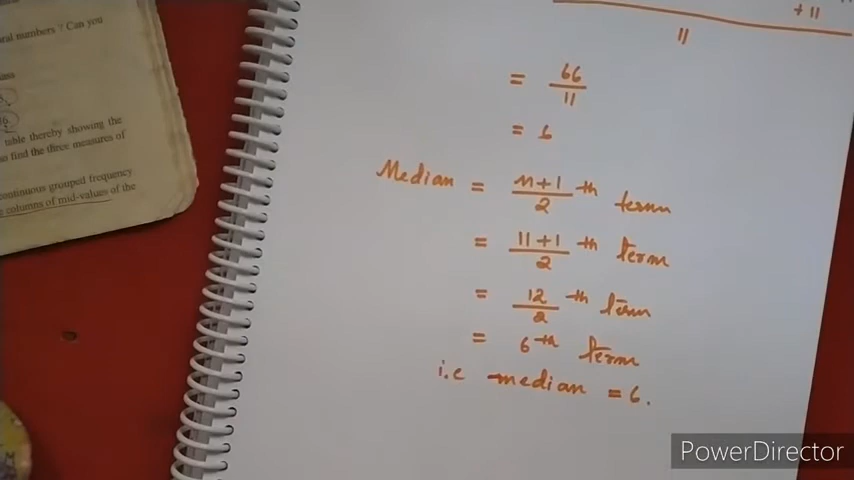 ral numbers ? Can you
table thereby showing the
so find the three measures of
continuous grouped frequency
columns of mid-values of the
+ 11
11
= 66/11
= 6
Median = n+1/2 th term
= 11+1/2 th term
= 12/2 th term
= 6th term
i.e median = 6.
PowerDirector